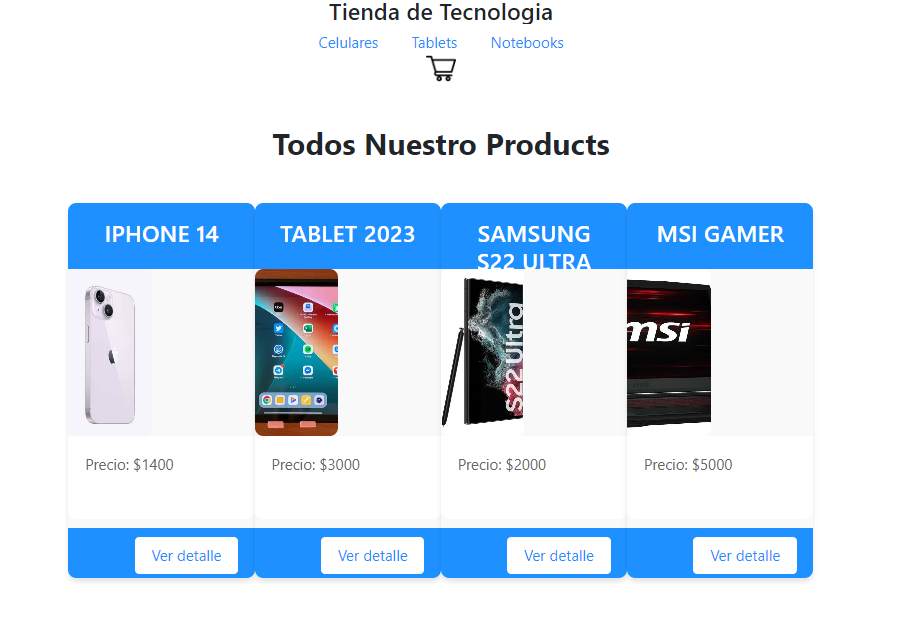 Tienda de Tecnologia
Celulares Tablets Notebooks
Todos Nuestro Products
IPHONE 14
TABLET 2023
SAMSUNG
S22 ULTRA
MSI GAMER
S22 Ultra
msi
Precio: $1400
Precio: $3000
Precio: $2000
Precio: $5000
Ver detalle
Ver detalle
Ver detalle
Ver detalle